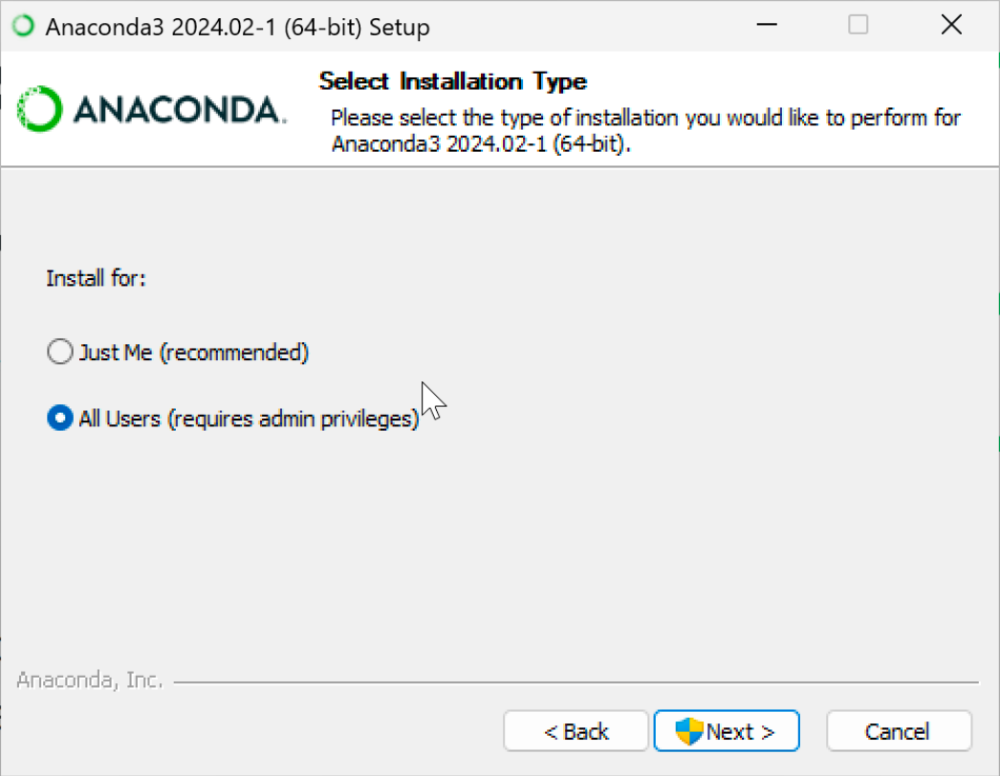 Anaconda3 2024.02-1 (64-bit) Setup
ANACONDA.
Select Installation Type
Please select the type of installation you would like to perform for
Anaconda3 2024.02-1 (64-bit).
Install for:
Just Me (recommended)
All Users (requires admin privileges)
Anaconda, Inc.
< Back
Next >
Cancel